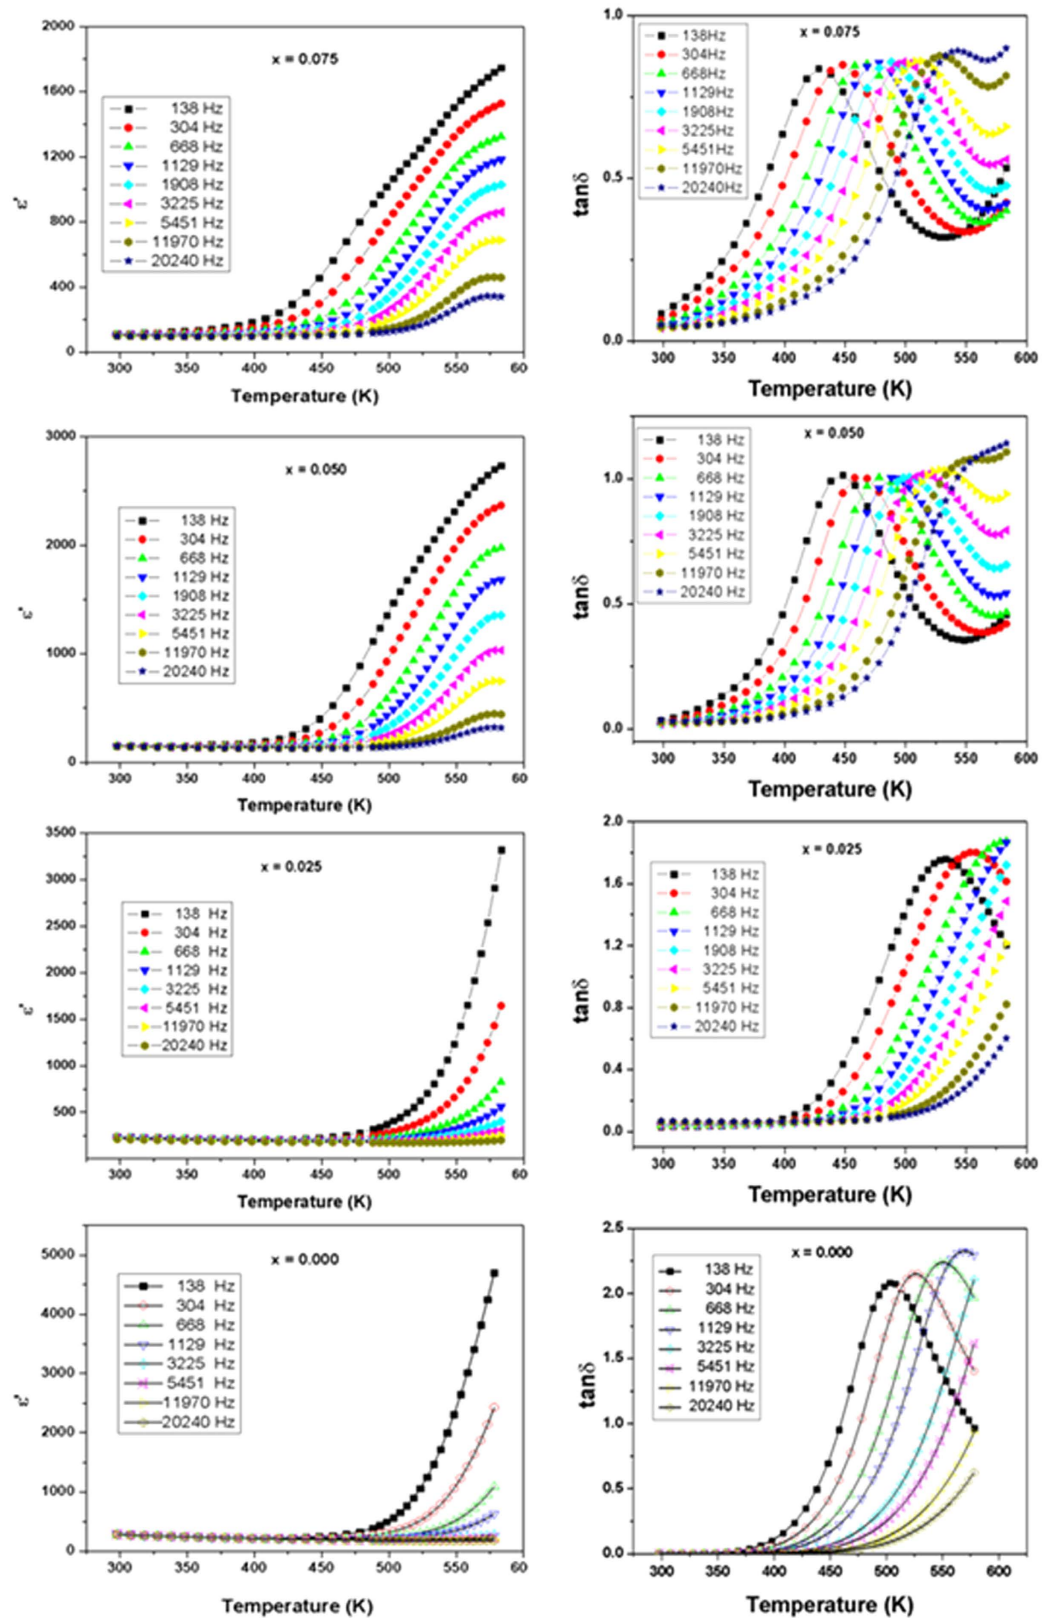 2000
1600
1200
800
400
0
ε'
x = 0.075
138 Hz
304 Hz
668 Hz
1129 Hz
1908 Hz
3225 Hz
5451 Hz
11970 Hz
20240 Hz
300 350 400 450 500 550 60
Temperature (K)
1.0
0.5
0.0
tanδ
x = 0.075
138Hz
304Hz
668Hz
1129Hz
1908Hz
3225Hz
5451Hz
11970Hz
20240Hz
300 350 400 450 500 550 600
Temperature (K)
3000
2000
1000
0
ε'
x = 0.050
138 Hz
304 Hz
668 Hz
1129 Hz
1908 Hz
3225 Hz
5451 Hz
11970 Hz
20240 Hz
300 350 400 450 500 550 600
Temperature (K)
1.0
0.5
0.0
tanδ
x = 0.050
138 Hz
304 Hz
668 Hz
1129 Hz
1908 Hz
3225 Hz
5451 Hz
11970 Hz
20240 Hz
300 350 400 450 500 550 600
Temperature (K)
3500
3000
2500
2000
1500
1000
500
ε'
x = 0.025
138 Hz
304 Hz
668 Hz
1129 Hz
3225 Hz
5451 Hz
11970 Hz
20240 Hz
300 350 400 450 500 550 600
Temperature (K)
2.0
1.6
1.2
0.8
0.4
0.0
tanδ
x = 0.025
138 Hz
304 Hz
668 Hz
1129 Hz
1908 Hz
3225 Hz
5451 Hz
11970 Hz
20240 Hz
300 350 400 450 500 550 600
Temperature (K)
5000
4000
3000
2000
1000
0
ε'
x = 0.000
138 Hz
304 Hz
668 Hz
1129 Hz
3225 Hz
5451 Hz
11970 Hz
20240 Hz
300 350 400 450 500 550 600
Temperature (K)
2.5
2.0
1.5
1.0
0.5
0.0
tanδ
x = 0.000
138 Hz
304 Hz
668 Hz
1129 Hz
3225 Hz
5451 Hz
11970 Hz
20240 Hz
300 350 400 450 500 550 600
Temperature (K)